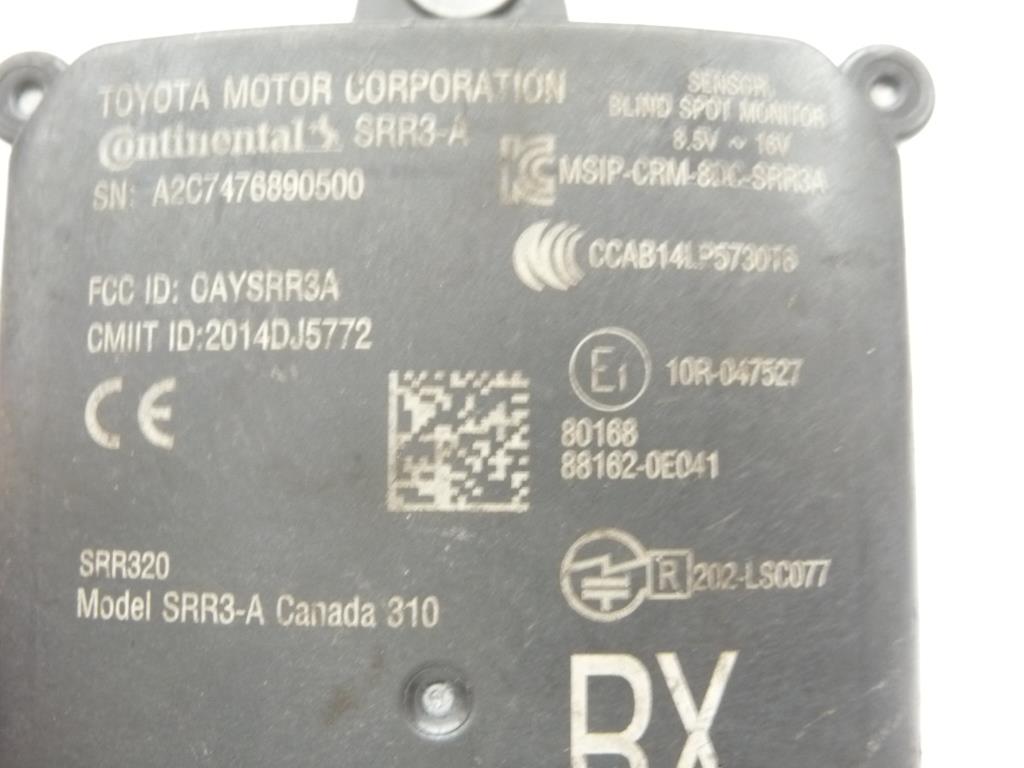 TOYOTA MOTOR CORPORATION
Continental SRR3-A
SN: A2C7476890500
SENSOR,
BLIND SPOT MONITOR
8.5V ~ 16V
MSIP-CRM-8DC-SRR3A
CCAB14LP5730T6
FCC ID: OAYSRR3A
CMIIT ID:2014DJ5772
CE
E1 10R-047527
80168
88162-0E041
R 202-LSC077
SRR320
Model SRR3-A Canada 310
RX